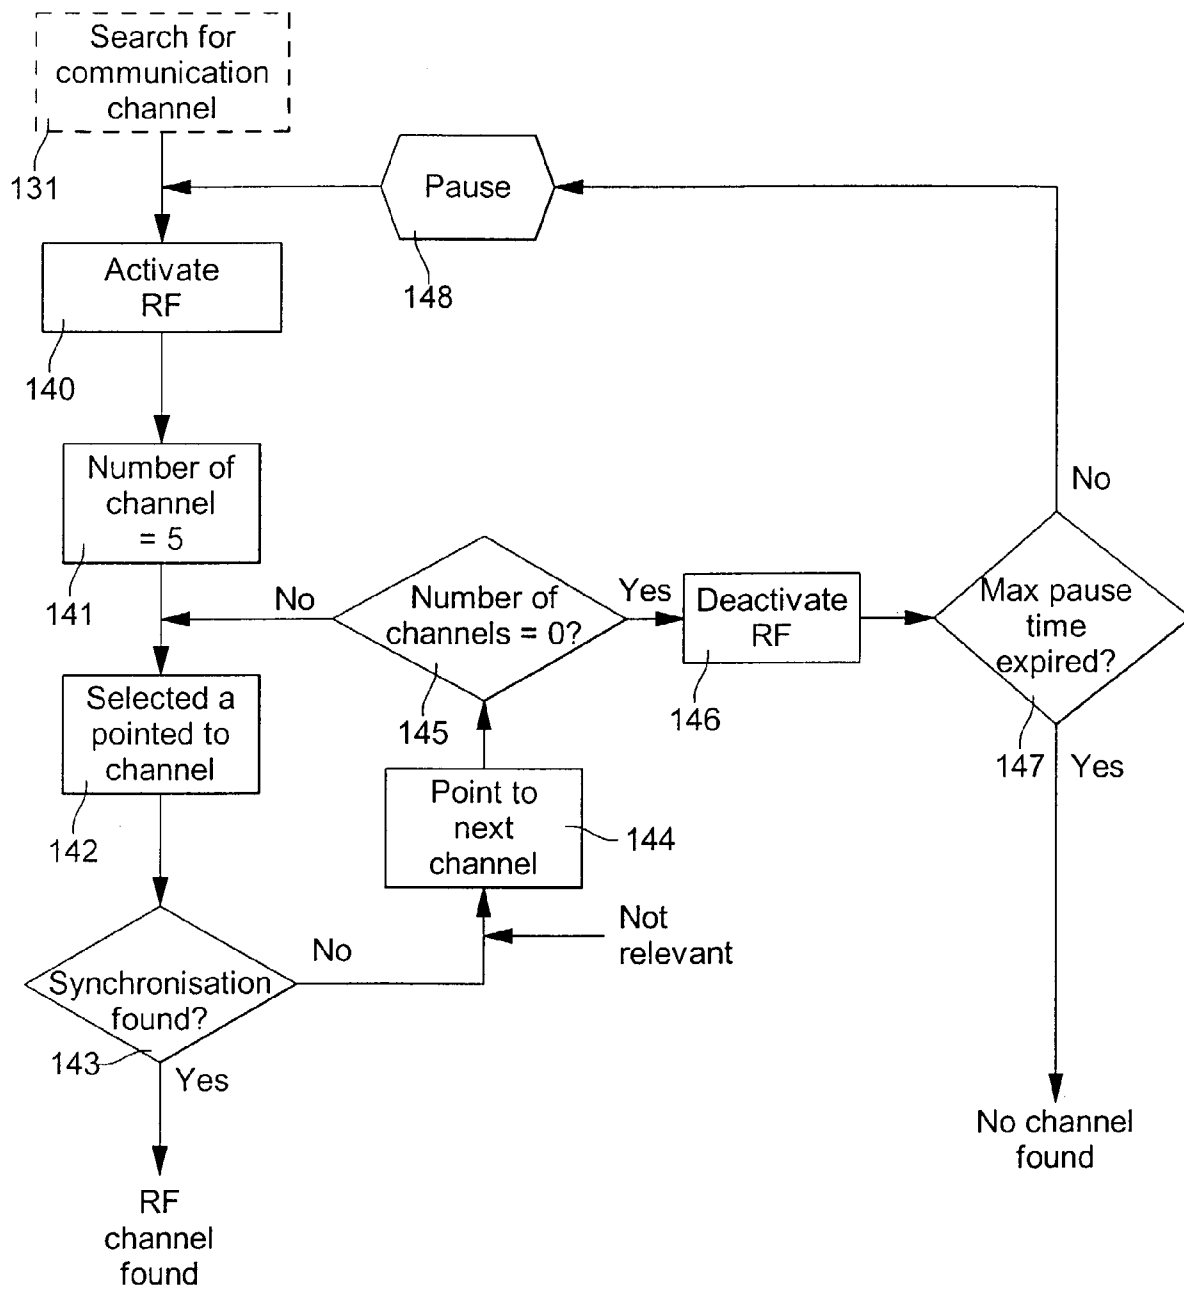 Search for
communication
channel
131
Pause
148
Activate
RF
140
Number of
channel
= 5
141
No
Number of
channels = 0?
145
Yes
Deactivate
RF
146
No
Max pause
time
expired?
147
Yes
Selected a
pointed to
channel
142
Point to
next
channel
144
Not
relevant
No
Synchronisation
found?
143
Yes
RF
channel
found
No channel
found